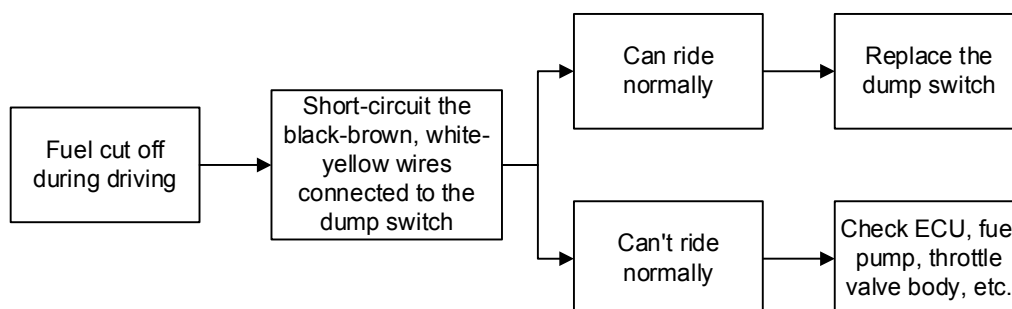 Fuel cut off
during driving
Short-circuit the
black-brown, white-
yellow wires
connected to the
dump switch
Can ride
normally
Replace the
dump switch
Can't ride
normally
Check ECU, fuel
pump, throttle
valve body, etc.